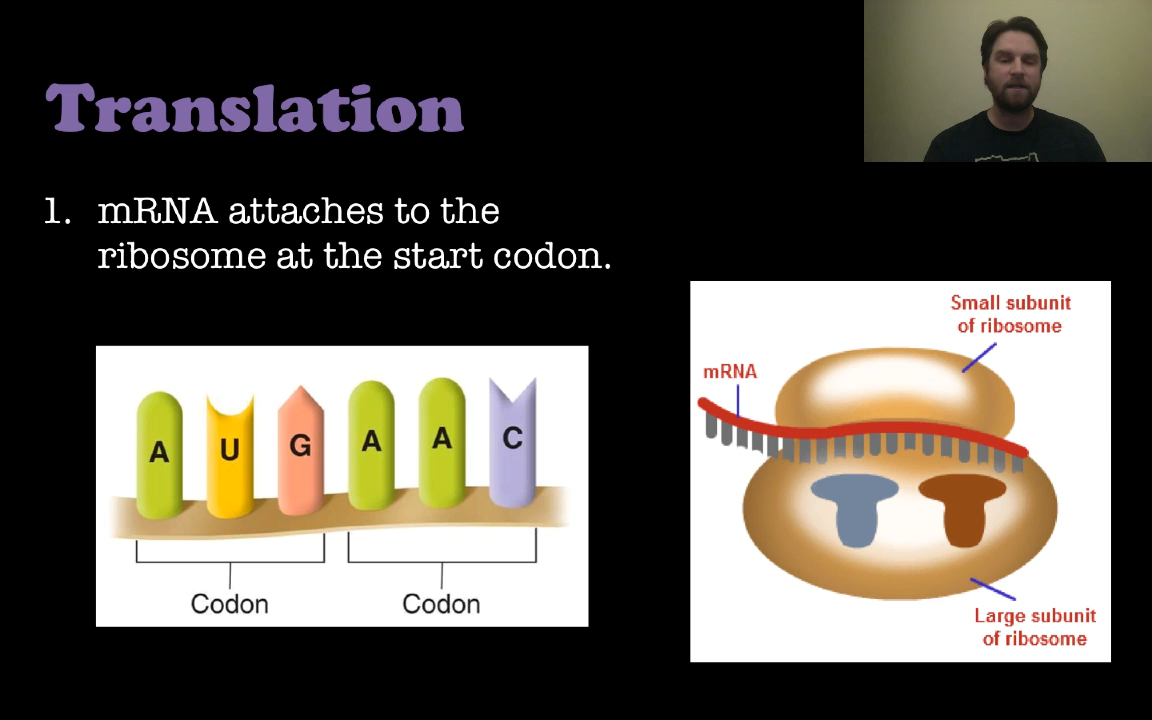 Translation
1. mRNA attaches to the
ribosome at the start codon.
A U G A A C
Codon Codon
Small subunit
of ribosome
mRNA
Large subunit
of ribosome